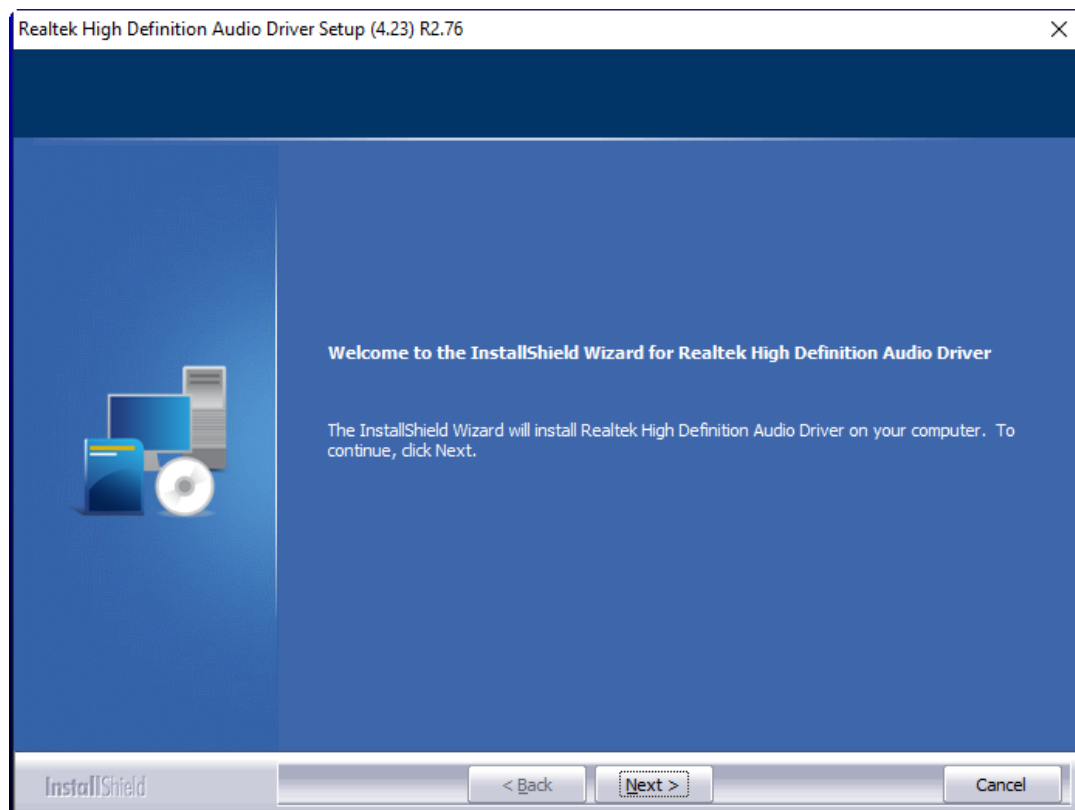 Realtek High Definition Audio Driver Setup (4.23) R2.76
Welcome to the InstallShield Wizard for Realtek High Definition Audio Driver
The InstallShield Wizard will install Realtek High Definition Audio Driver on your computer. To
continue, click Next.
InstallShield
< Back
Next >
Cancel